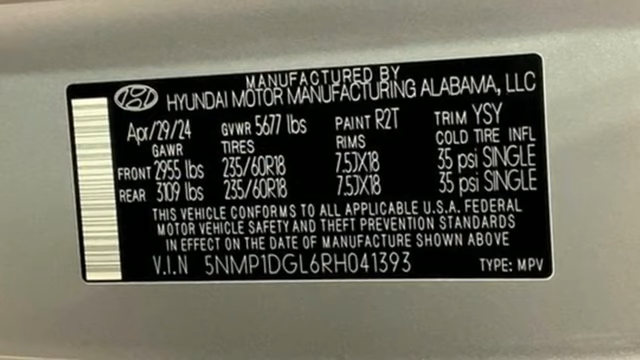 MANUFACTURED BY
HYUNDAI MOTOR MANUFACTURING ALABAMA, LLC
Apr/29/24 GVWR 5677 lbs PAINT R2T TRIM YSY
GAWR TIRES RIMS COLD TIRE INFL
FRONT 2955 lbs 235/60R18 7.5JX18 35 psi SINGLE
REAR 3109 lbs 235/60R18 7.5JX18 35 psi SINGLE
THIS VEHICLE CONFORMS TO ALL APPLICABLE U.S.A. FEDERAL
MOTOR VEHICLE SAFETY AND THEFT PREVENTION STANDARDS
IN EFFECT ON THE DATE OF MANUFACTURE SHOWN ABOVE
V.I.N 5NMP1DGL6RH041393 TYPE: MPV